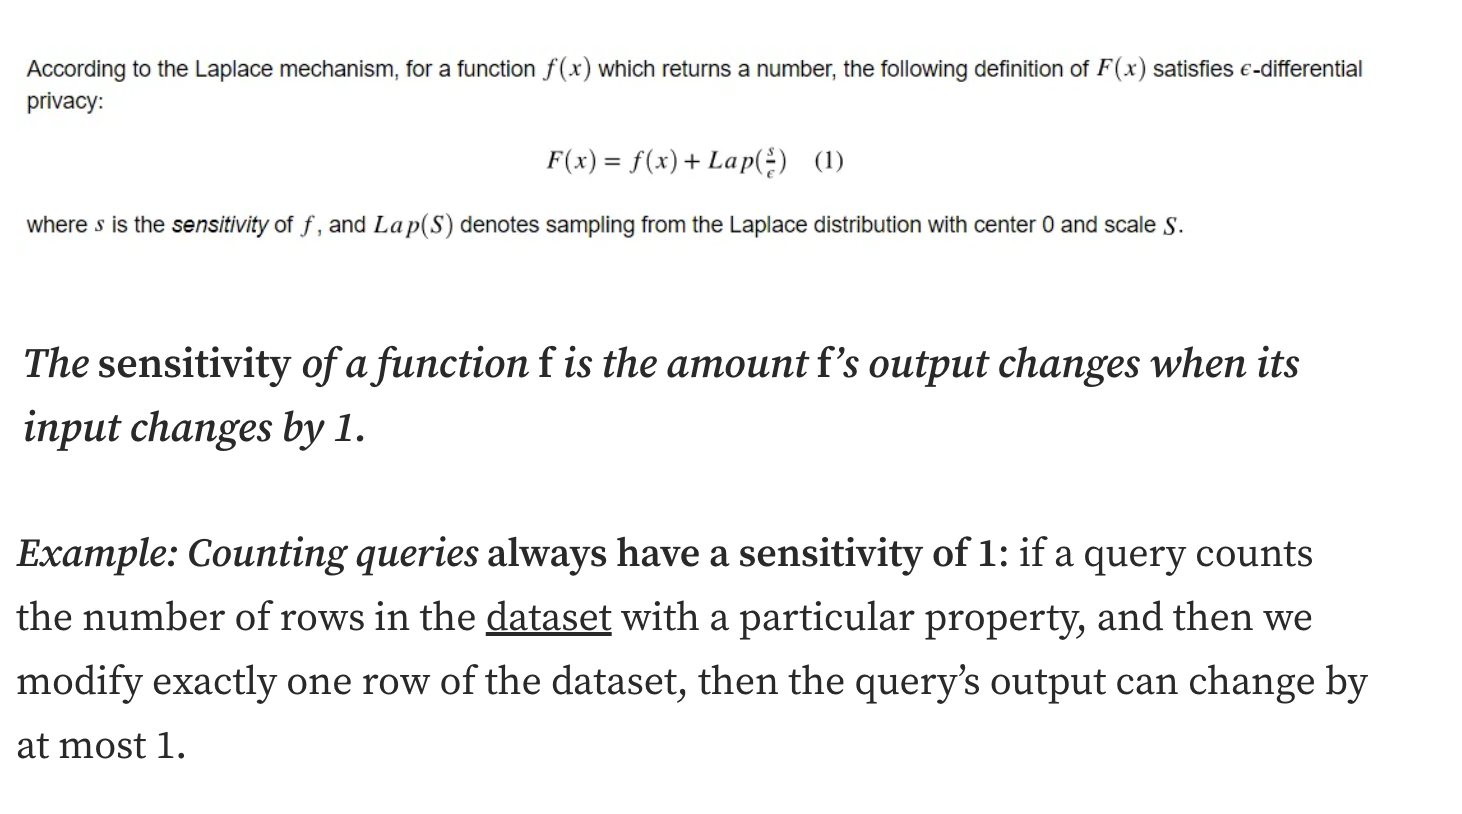 According to the Laplace mechanism, for a function f(x) which returns a number, the following definition of F(x) satisfies ϵ-differential
privacy:
F(x) = f(x) + Lap(s/ϵ) (1)
where s is the sensitivity of f, and Lap(S) denotes sampling from the Laplace distribution with center 0 and scale S.
The sensitivity of a function f is the amount f’s output changes when its
input changes by 1.
Example: Counting queries always have a sensitivity of 1: if a query counts
the number of rows in the dataset with a particular property, and then we
modify exactly one row of the dataset, then the query’s output can change by
at most 1.